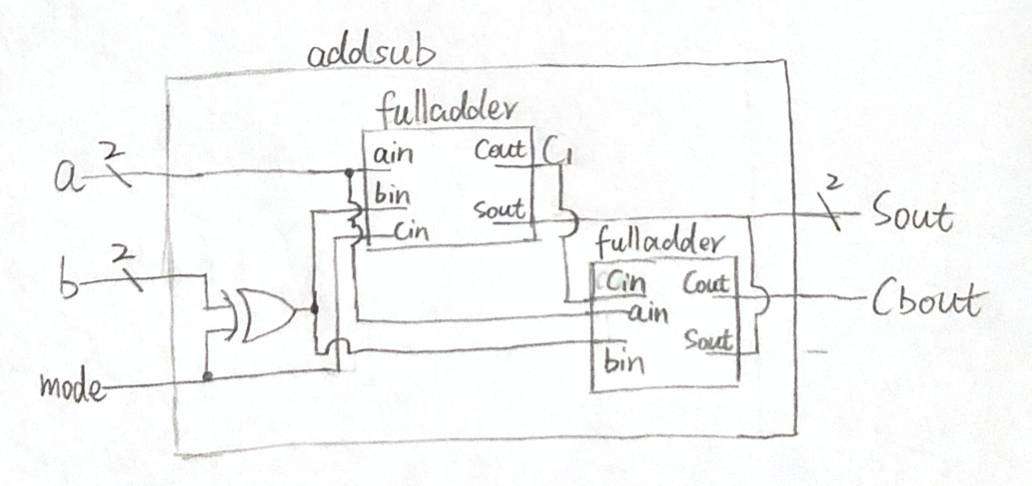 addsub
fulladder
a 2
ain
Cout C1
bin
Sout
Cin
2 Sout
b 2
fulladder
Cin
Cout
ain
Cbout
Sout
bin
mode